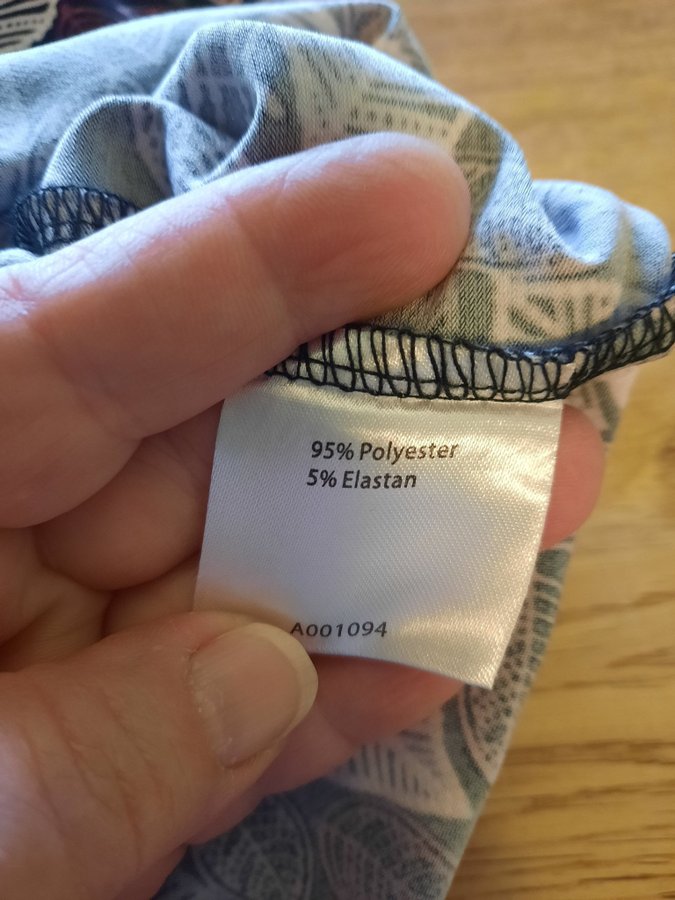 95% Polyester
5% Elastan
A001094